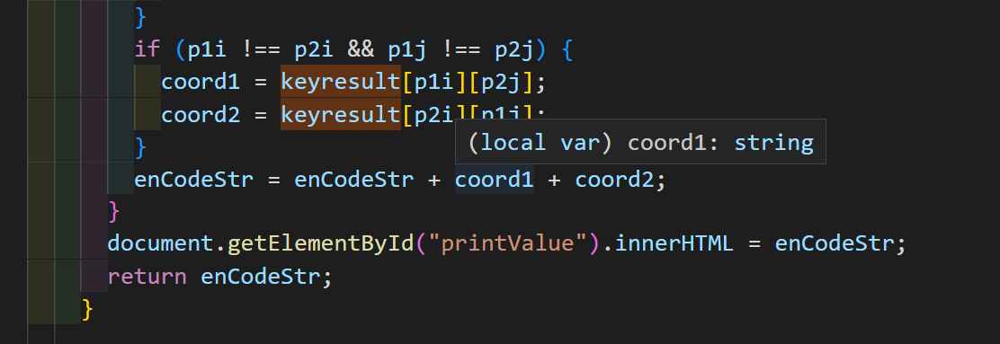 }
if (p1i !== p2i && p1j !== p2j) {
coord1 = keyresult[p1i][p2j];
coord2 = keyresult[p2i][p1j];
(local var) coord1: string
}
enCodeStr = enCodeStr + coord1 + coord2;
}
document.getElementById("printValue").innerHTML = enCodeStr;
return enCodeStr;
}